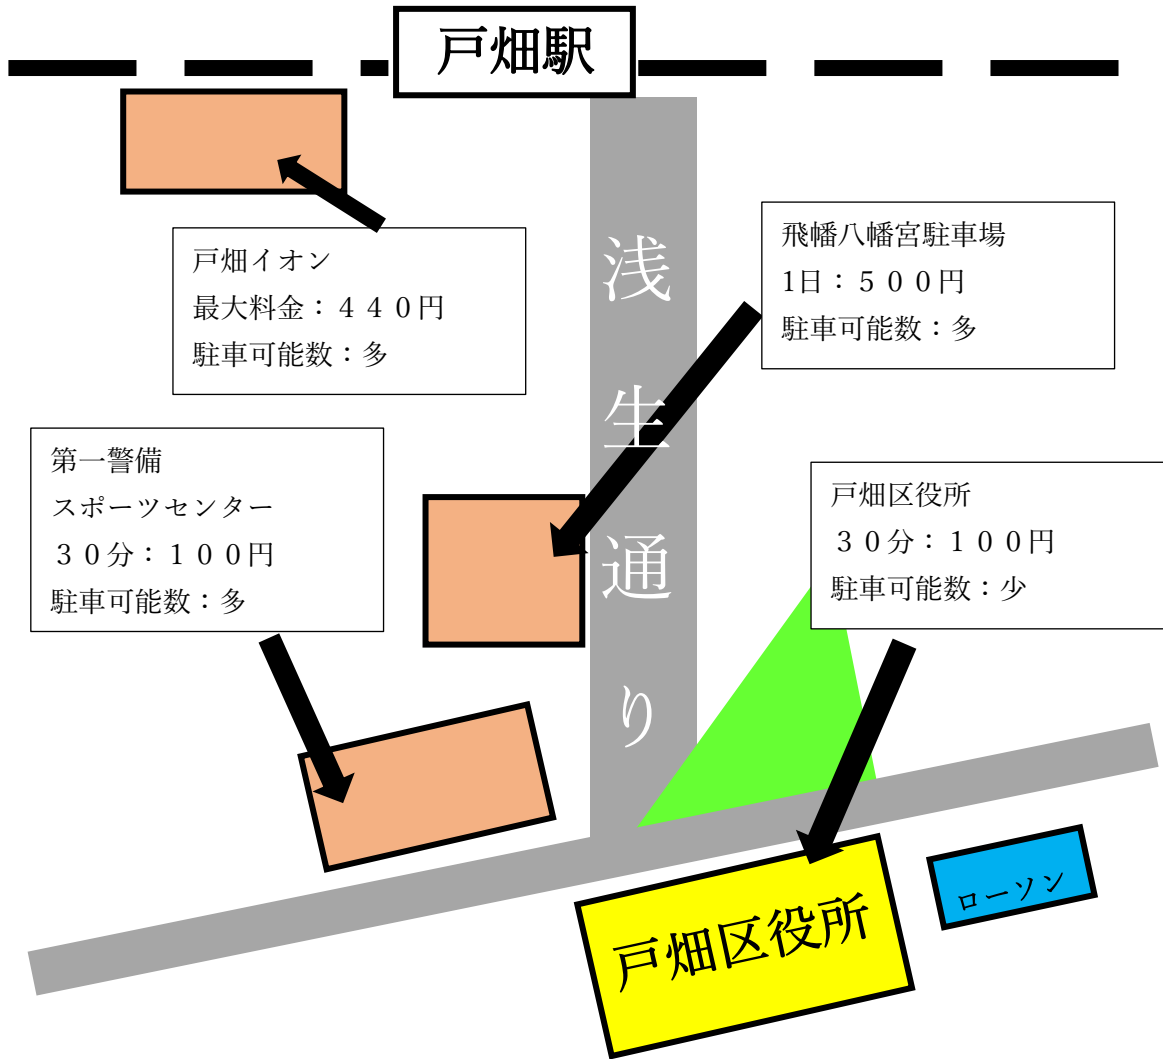 戸畑駅
戸畑イオン
最大料金：４４０円
駐車可能数：多
飛幡八幡宮駐車場
1日：５００円
駐車可能数：多
浅生通り
第一警備
スポーツセンター
３０分：１００円
駐車可能数：多
戸畑区役所
３０分：１００円
駐車可能数：少
ローソン
戸畑区役所